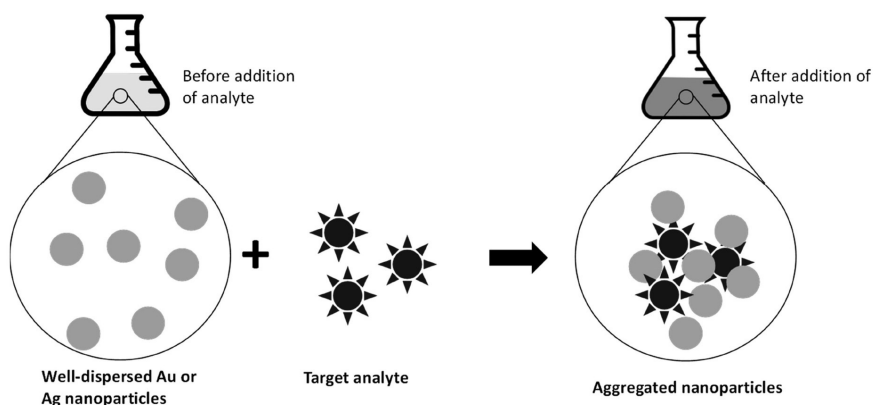 Before addition
of analyte
After addition of
analyte
Well-dispersed Au or
Ag nanoparticles
Target analyte
Aggregated nanoparticles